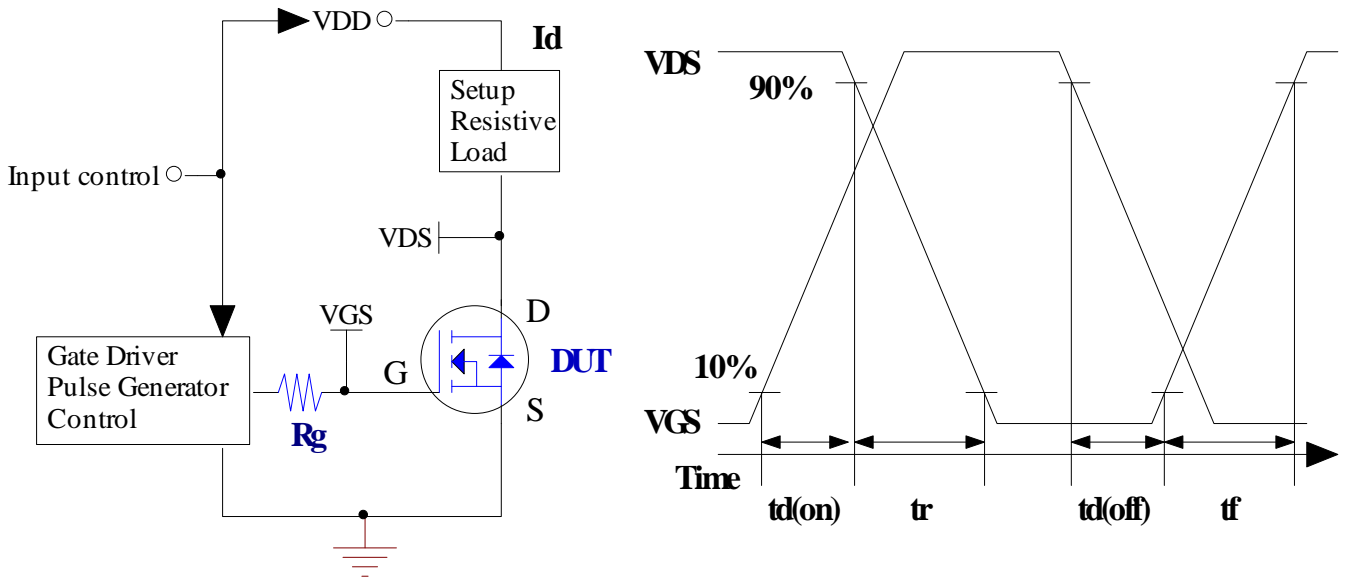 VDD
Id
Setup
Resistive
Load
Input control
VDS
VGS
D
G
S
DUT
Gate Driver
Pulse Generator
Control
Rg
VDS
90%
10%
VGS
Time
td(on)
tr
td(off)
tf